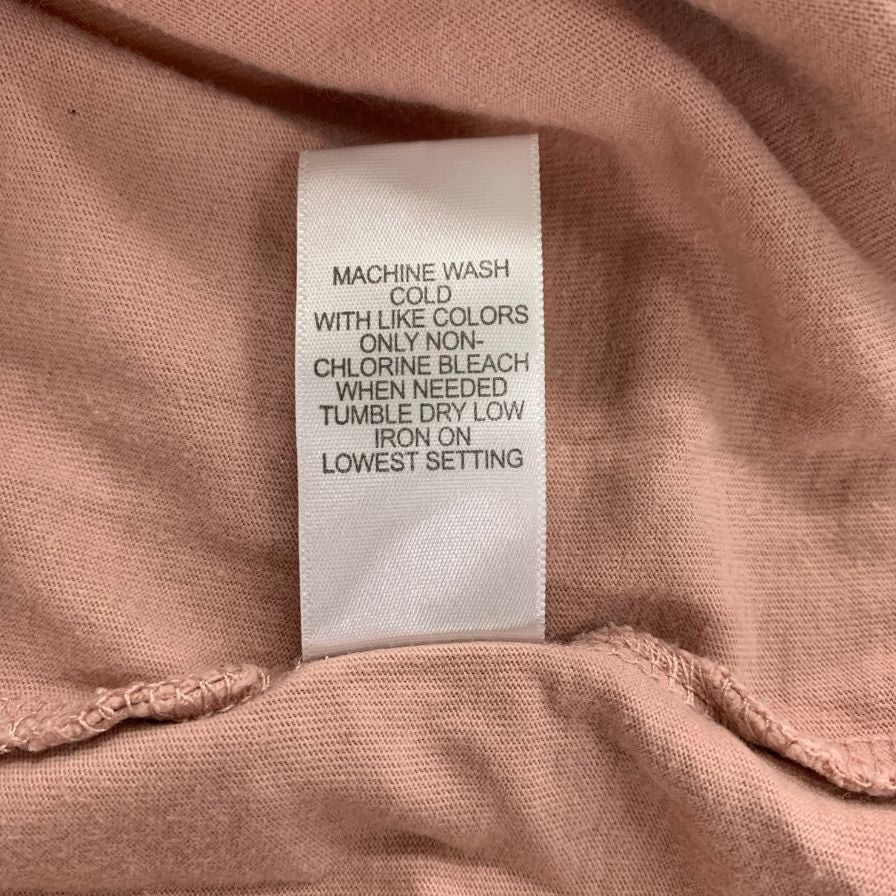 MACHINE WASH
COLD
WITH LIKE COLORS
ONLY NON-
CHLORINE BLEACH
WHEN NEEDED
TUMBLE DRY LOW
IRON ON
LOWEST SETTING